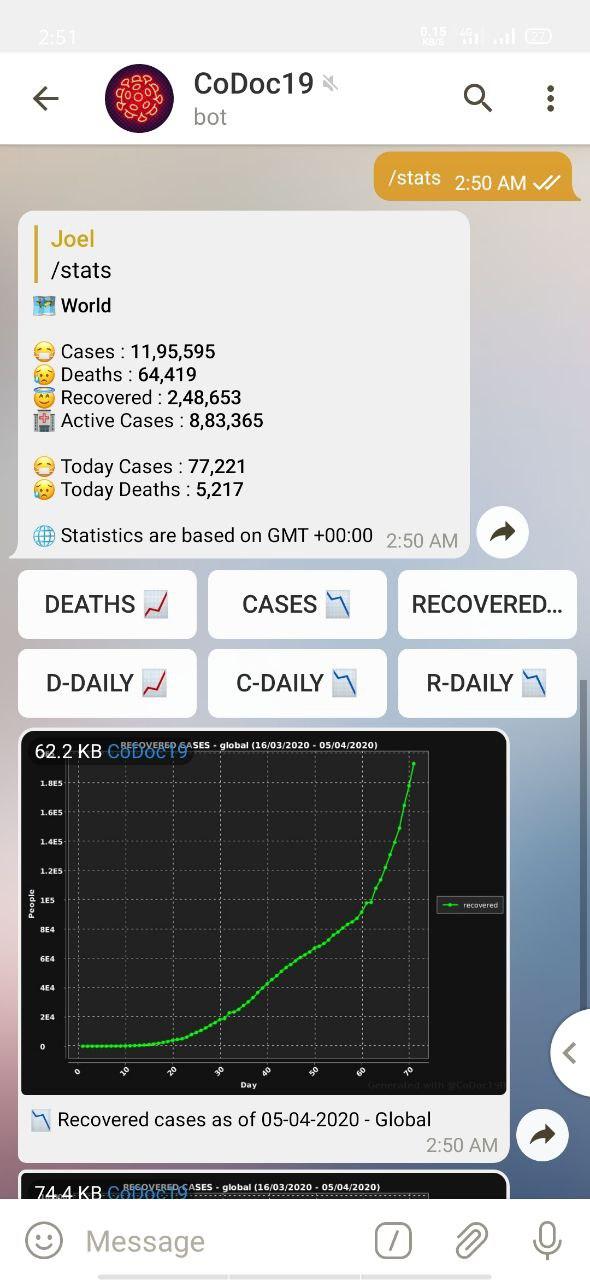 2:51
0.15
KB/S
4G
27
CoDoc19
bot
/stats 2:50 AM
Joel
/stats
World
Cases : 11,95,595
Deaths : 64,419
Recovered : 2,48,653
Active Cases : 8,83,365
Today Cases : 77,221
Today Deaths : 5,217
Statistics are based on GMT +00:00 2:50 AM
DEATHS CASES RECOVERED...
D-DAILY C-DAILY R-DAILY
62.2 KB CoDoc19
RECOVERED CASES - global (16/03/2020 - 05/04/2020)
1.8E5
1.6E5
1.4E5
1.2E5
1E5
8E4
6E4
4E4
2E4
0
People
recovered
0 10 20 30 40 50 60 70
Day
Generated with @CoDoc19
Recovered cases as of 05-04-2020 - Global
2:50 AM
74.4 KB CoDoc19
RECOVERED CASES - global (16/03/2020 - 05/04/2020)
Message